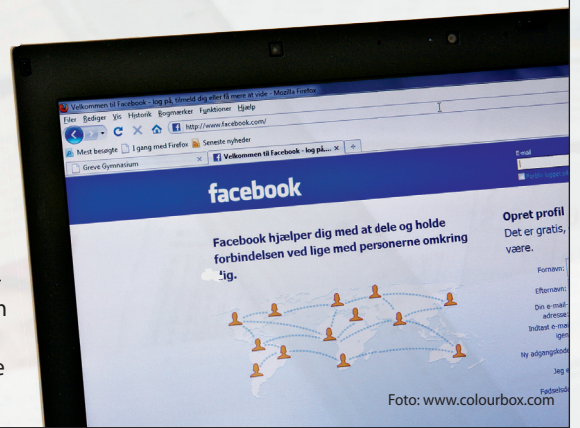 Velkommen til Facebook - log på, tilmeld dig eller få mere at vide - Mozilla Firefox
Filer Rediger Vis Historik Bogmærker Funktioner Hjælp
http://www.facebook.com/
Mest besøgte I gang med Firefox Seneste nyheder
Greve Gymnasium × Velkommen til Facebook - log på,... × +
facebook
E-mail
Facebook hjælper dig med at dele og holde
forbindelsen ved lige med personerne omkring
dig.
Opret profil
Det er gratis,
være.
Fornavn:
Efternavn:
Din e-mail-
adresse:
Indtast e-mail
igen
Ny adgangskode
Jeg e
Fødselsd
Foto: www.colourbox.com
n
e